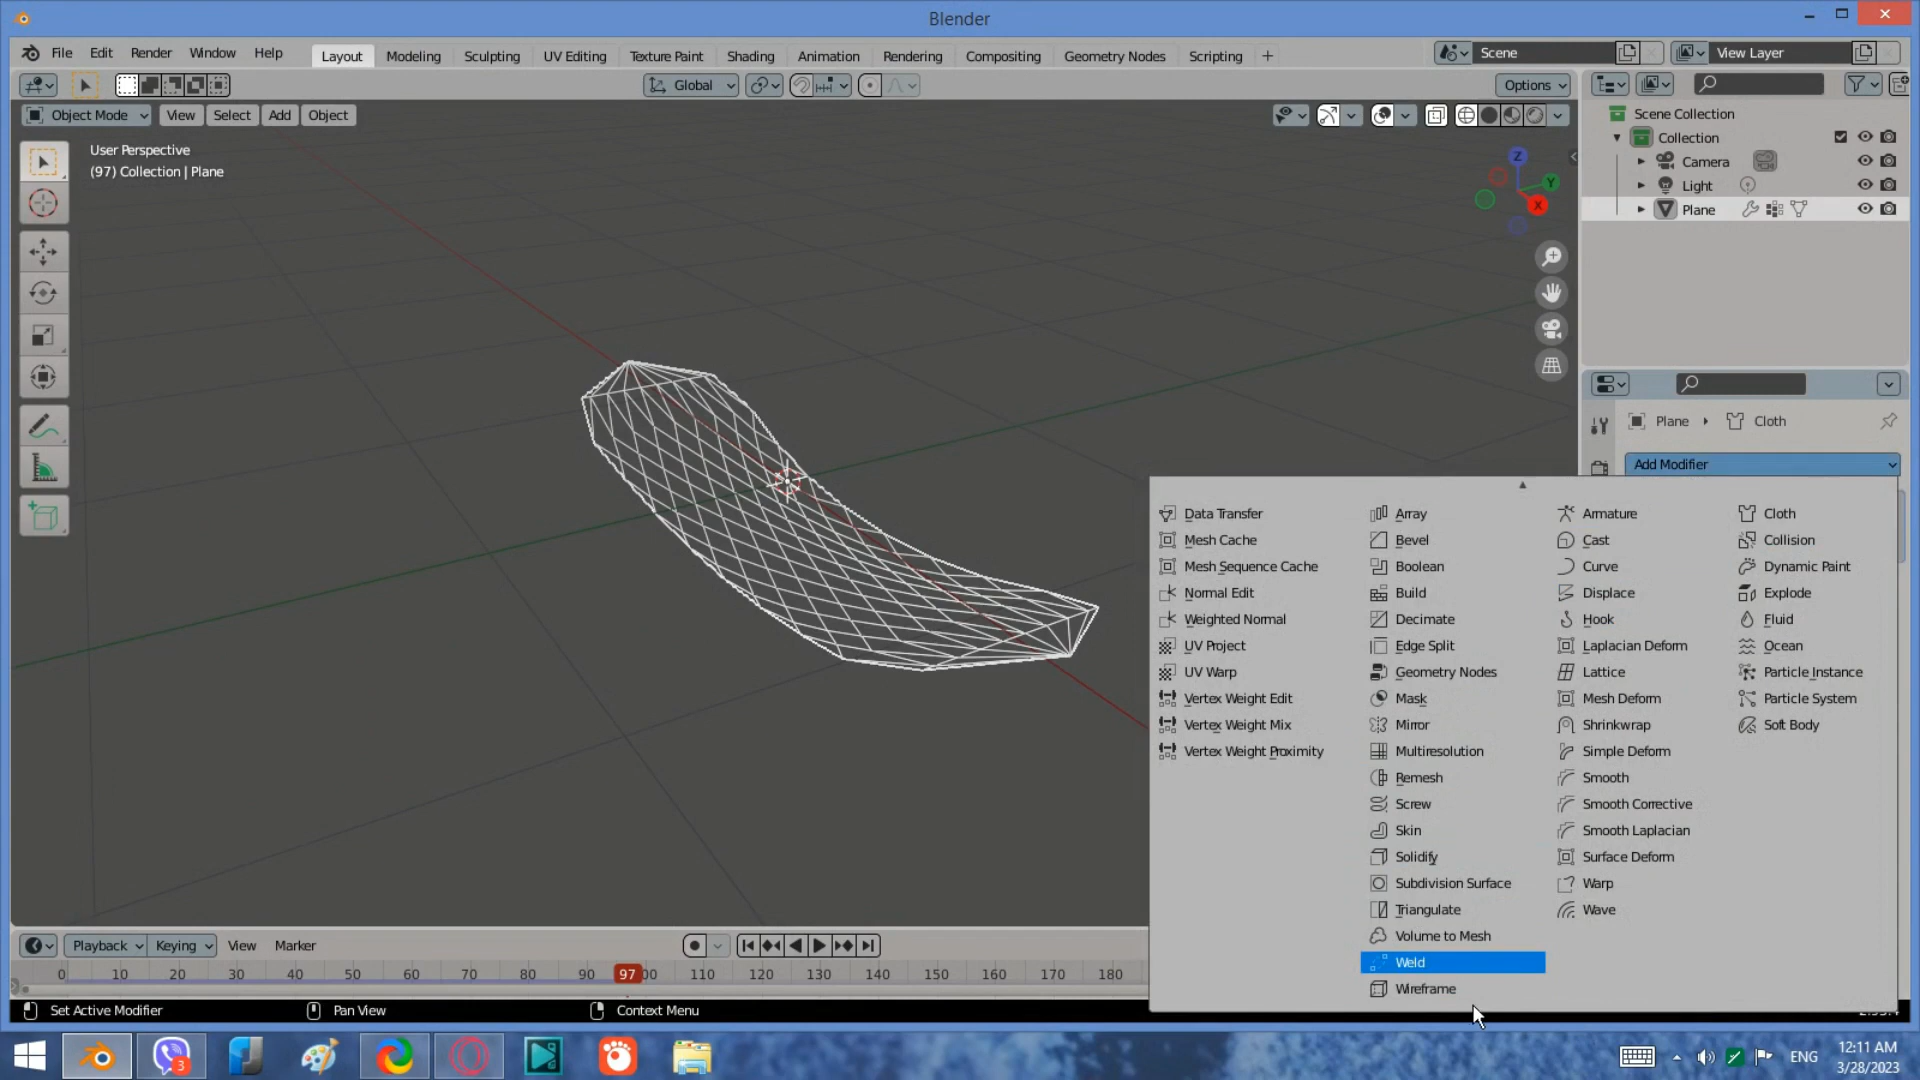 Blender
File Edit Render Window Help Layout Modeling Sculpting UV Editing Texture Paint Shading Animation Rendering Compositing Geometry Nodes Scripting + Scene View Layer
Global Options
Object Mode View Select Add Object
User Perspective
(97) Collection | Plane
Z
Y
X
Scene Collection
Collection
Camera
Light
Plane
Plane Cloth
Add Modifier
Data Transfer
Mesh Cache
Mesh Sequence Cache
Normal Edit
Weighted Normal
UV Project
UV Warp
Vertex Weight Edit
Vertex Weight Mix
Vertex Weight Proximity
Array
Bevel
Boolean
Build
Decimate
Edge Split
Geometry Nodes
Mask
Mirror
Multiresolution
Remesh
Screw
Skin
Solidify
Subdivision Surface
Triangulate
Volume to Mesh
Weld
Wireframe
Armature
Cast
Curve
Displace
Hook
Laplacian Deform
Lattice
Mesh Deform
Shrinkwrap
Simple Deform
Smooth
Smooth Corrective
Smooth Laplacian
Surface Deform
Warp
Wave
Cloth
Collision
Dynamic Paint
Explode
Fluid
Ocean
Particle Instance
Particle System
Soft Body
Playback Keying View Marker
0 10 20 30 40 50 60 70 80 90 97 00 110 120 130 140 150 160 170 180
Set Active Modifier Pan View Context Menu
3
ENG
12:11 AM
3/28/2023